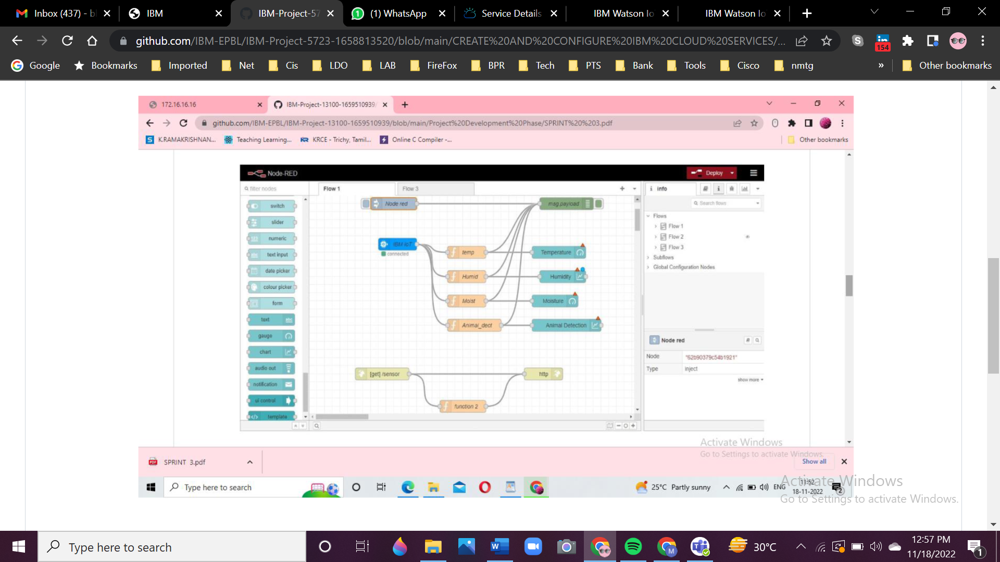 Inbox (437) - bl
IBM
IBM-Project-57
(1) WhatsApp
Service Details
IBM Watson Io
IBM Watson Io
github.com/IBM-EPBL/IBM-Project-5723-1658813520/blob/main/CREATE%20AND%20CONFIGURE%20IBM%20CLOUD%20SERVICES/...
154
Google
Bookmarks
Imported
Net
Cis
LDO
LAB
FireFox
BPR
Tech
PTS
Bank
Tools
Cisco
nmtg
»
Other bookmarks
172.16.16.16
IBM-Project-13100-1659510939/
github.com/IBM-EPBL/IBM-Project-13100-1659510939/blob/main/Project%20Development%20Phase/SPRINT%20%203.pdf
K.RAMAKRISHNAN...
Teaching Learning...
KRCE - Trichy, Tamil...
Online C Compiler -...
Other bookmarks
Node-RED
Deploy
filter nodes
Flow 1
Flow 3
info
Search flows
switch
slider
numeric
text input
date picker
colour picker
form
text
gauge
chart
audio out
notification
ui control
template
Node red
msg.payload
IBM IoT
connected
temp
Temperature
Humid
Humidity
Moist
Moisture
Animal_dect
Animal Detection
[get] /sensor
http
function 2
Flows
Flow 1
Flow 2
Flow 3
Subflows
Global Configuration Nodes
Node red
Node
"62b90379c54b1921"
Type
inject
show more
Activate Windows
Go to Settings to activate Windows.
SPRINT 3.pdf
Show all
Type here to search
25°C Partly sunny
ENG
11:52
18-11-2022
2
Activate Windows
Go to Settings to activate Windows.
Type here to search
30°C
12:57 PM
11/18/2022
1